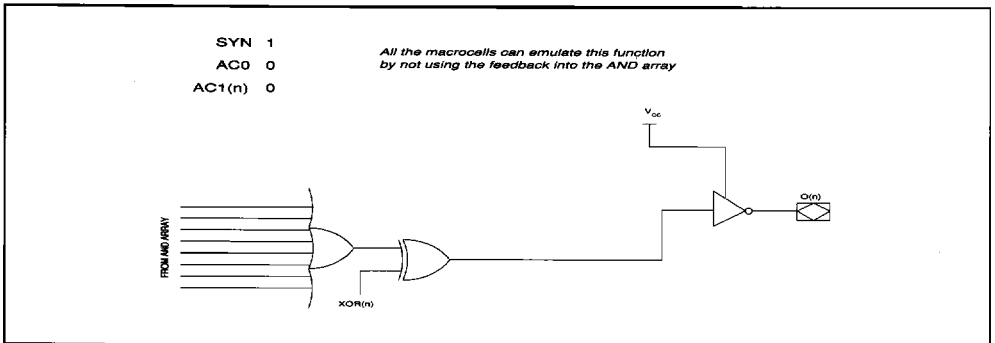 SYN 1
AC0 0
AC1(n) 0
All the macrocells can emulate this function
by not using the feedback into the AND array
Vcc
O(n)
FROM AND ARRAY
XOR(n)